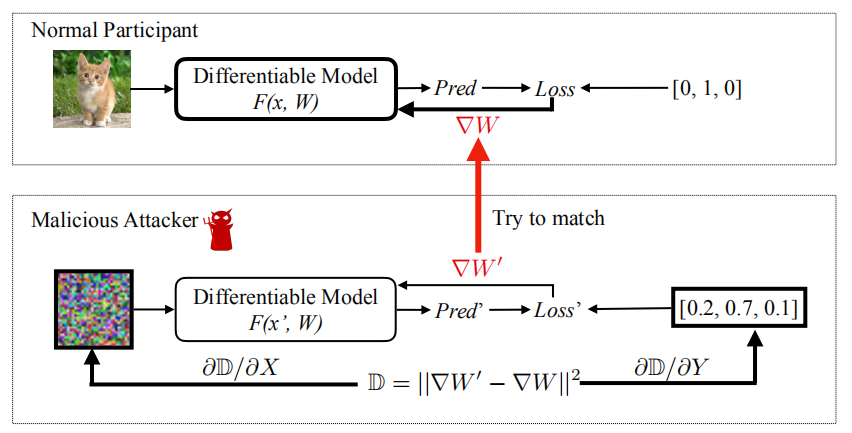 Normal Participant
Differentiable Model
F(x, W)
Pred
Loss
[0, 1, 0]
∇W
Malicious Attacker
Try to match
∇W′
Differentiable Model
F(x’, W)
Pred’
Loss’
[0.2, 0.7, 0.1]
∂𝔻/∂X
𝔻 = ||∇W′ − ∇W||²
∂𝔻/∂Y